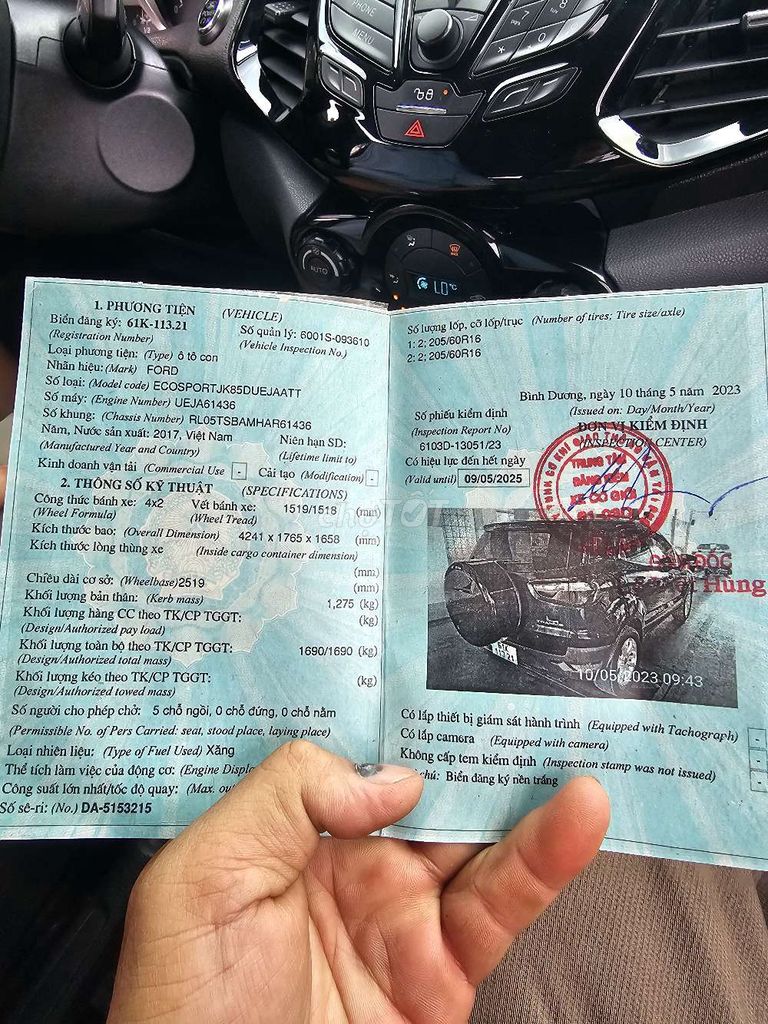 PHONE
MENU
7
8
*
0
AUTO
LO °C
1. PHƯƠNG TIỆN (VEHICLE)
Biển đăng ký: 61K-113.21 Số quản lý: 6001S-093610
(Registration Number) (Vehicle Inspection No.)
Loại phương tiện: (Type) ô tô con
Nhãn hiệu: (Mark) FORD
Số loại: (Model code) ECOSPORTJK85DUEJAATT
Số máy: (Engine Number) UEJA61436
Số khung: (Chassis Number) RL05TSBAMHAR61436
Năm, Nước sản xuất: 2017, Việt Nam Niên hạn SD:
(Manufactured Year and Country) (Lifetime limit to)
Kinh doanh vận tải (Commercial Use - Cải tạo (Modification) -
2. THÔNG SỐ KỸ THUẬT (SPECIFICATIONS)
Công thức bánh xe: 4x2 Vết bánh xe: 1519/1518 (mm)
(Wheel Formula) (Wheel Tread)
Kích thước bao: (Overall Dimension) 4241 x 1765 x 1658 (mm)
Kích thước lòng thùng xe (Inside cargo container dimension)
(mm)
Chiều dài cơ sở: (Wheelbase) 2519 (mm)
Khối lượng bản thân: (Kerb mass) 1,275 (kg)
Khối lượng hàng CC theo TK/CP TGGT: (kg)
(Design/Authorized pay load)
Khối lượng toàn bộ theo TK/CP TGGT: 1690/1690 (kg)
(Design/Authorized total mass)
Khối lượng kéo theo TK/CP TGGT: (kg)
(Design/Authorized towed mass)
Số người cho phép chở: 5 chỗ ngồi, 0 chỗ đứng, 0 chỗ nằm
(Permissible No. of Pers Carried: seat, stood place, laying place)
Loại nhiên liệu: (Type of Fuel Used) Xăng
Thể tích làm việc của động cơ: (Engine Displ
Công suất lớn nhất/tốc độ quay: (Max. ou
Số sê-ri: (No.) DA-5153215
Số lượng lốp, cỡ lốp/trục (Number of tires; Tire size/axle)
1: 2; 205/60R16
2: 2; 205/60R16
Bình Dương, ngày 10 tháng 5 năm 2023
Số phiếu kiểm định (Issued on: Day/Month/Year)
(Inspection Report No) ĐƠN VỊ KIỂM ĐỊNH
6103D-13051/23 (INSPECTION CENTER)
Có hiệu lực đến hết ngày
(Valid until) 09/05/2025
TRUNG TÂM
ĐĂNG KIỂM
XE CƠ GIỚI
Hùng
10/05/2023 09:43
Có lắp thiết bị giám sát hành trình (Equipped with Tachograph) -
Có lắp camera (Equipped with camera) -
Không cấp tem kiểm định (Inspection stamp was not issued) -
chú: Biển đăng ký nền trắng
chợTỐT